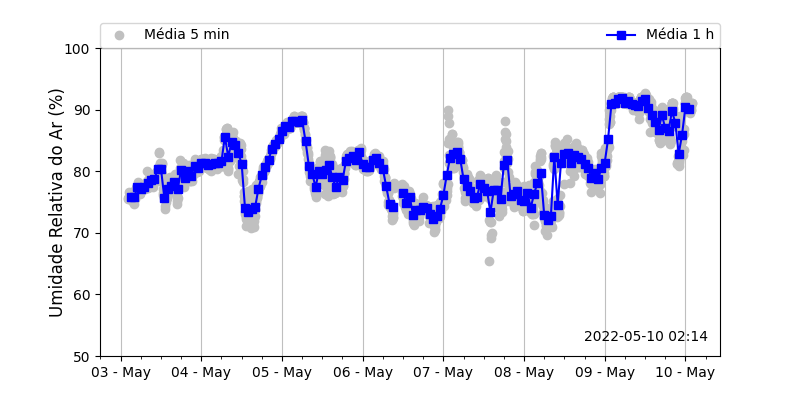 Média 5 min
Média 1 h
Umidade Relativa do Ar (%)
100
90
80
70
60
50
2022-05-10 02:14
03 - May
04 - May
05 - May
06 - May
07 - May
08 - May
09 - May
10 - May